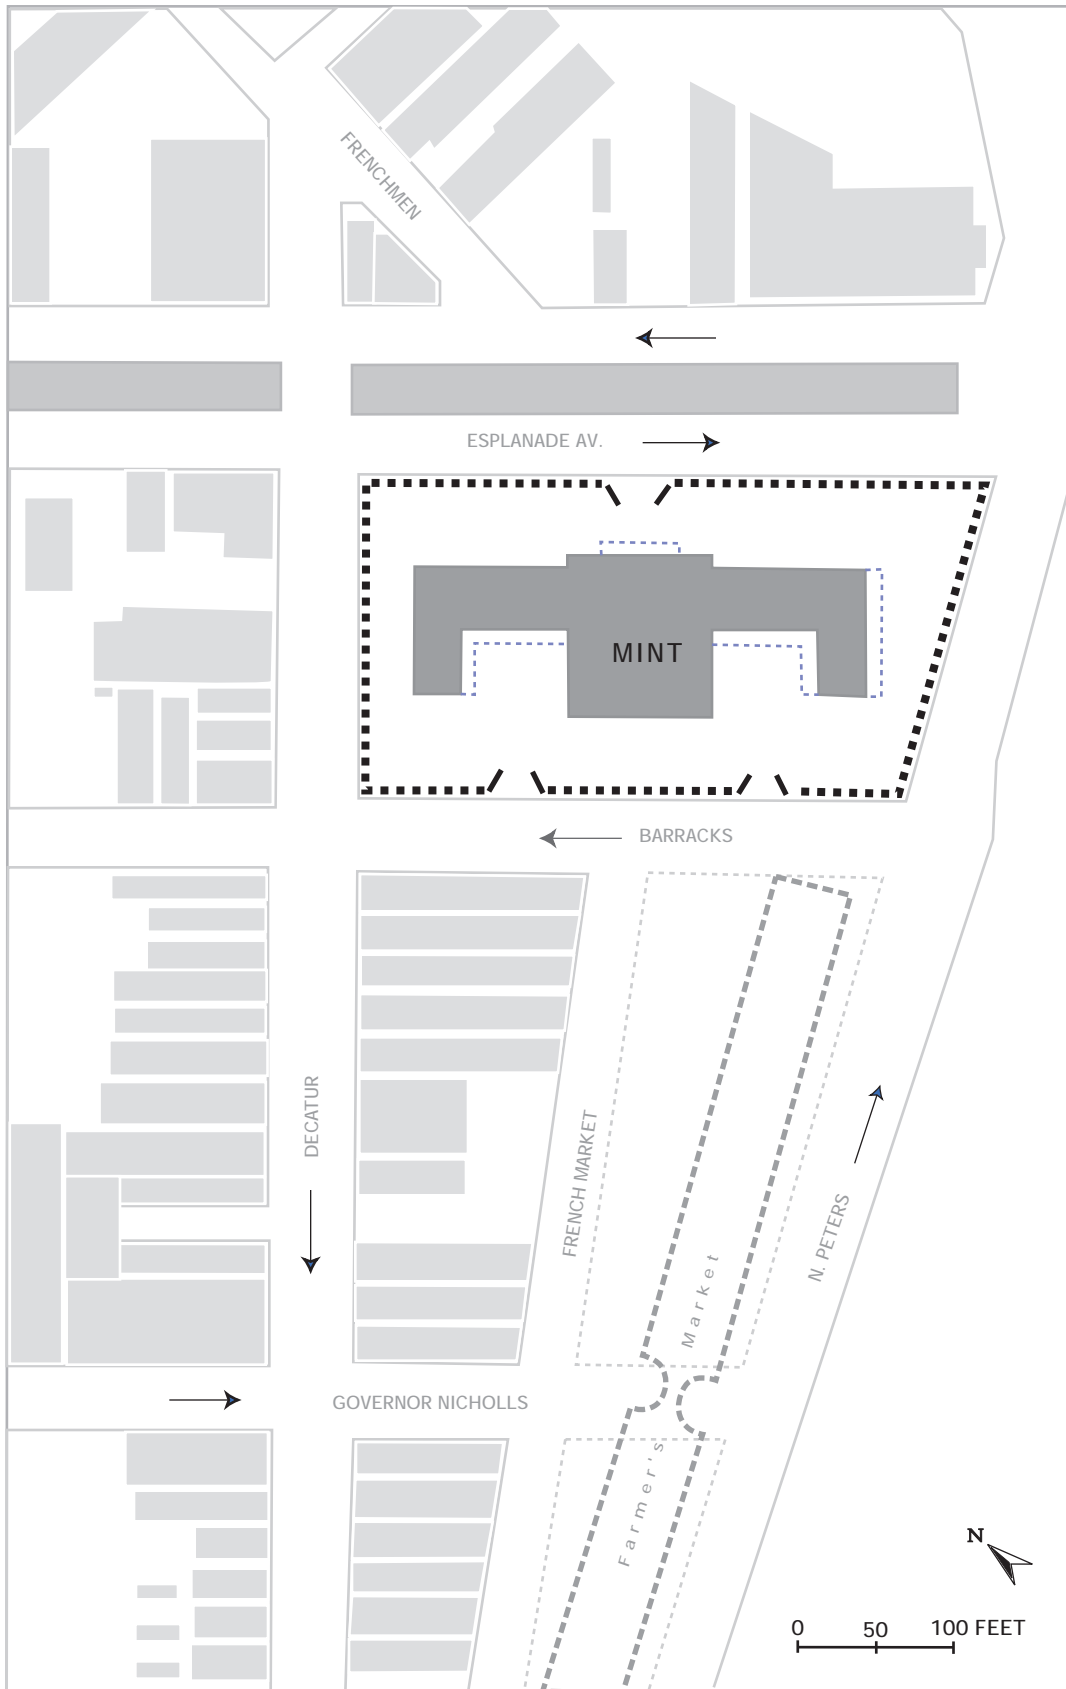 FRENCHMEN
ESPLANADE AV.
MINT
BARRACKS
DECATUR
FRENCH MARKET
N. PETERS
Market
GOVERNOR NICHOLLS
Farmer's
N
0 50 100 FEET